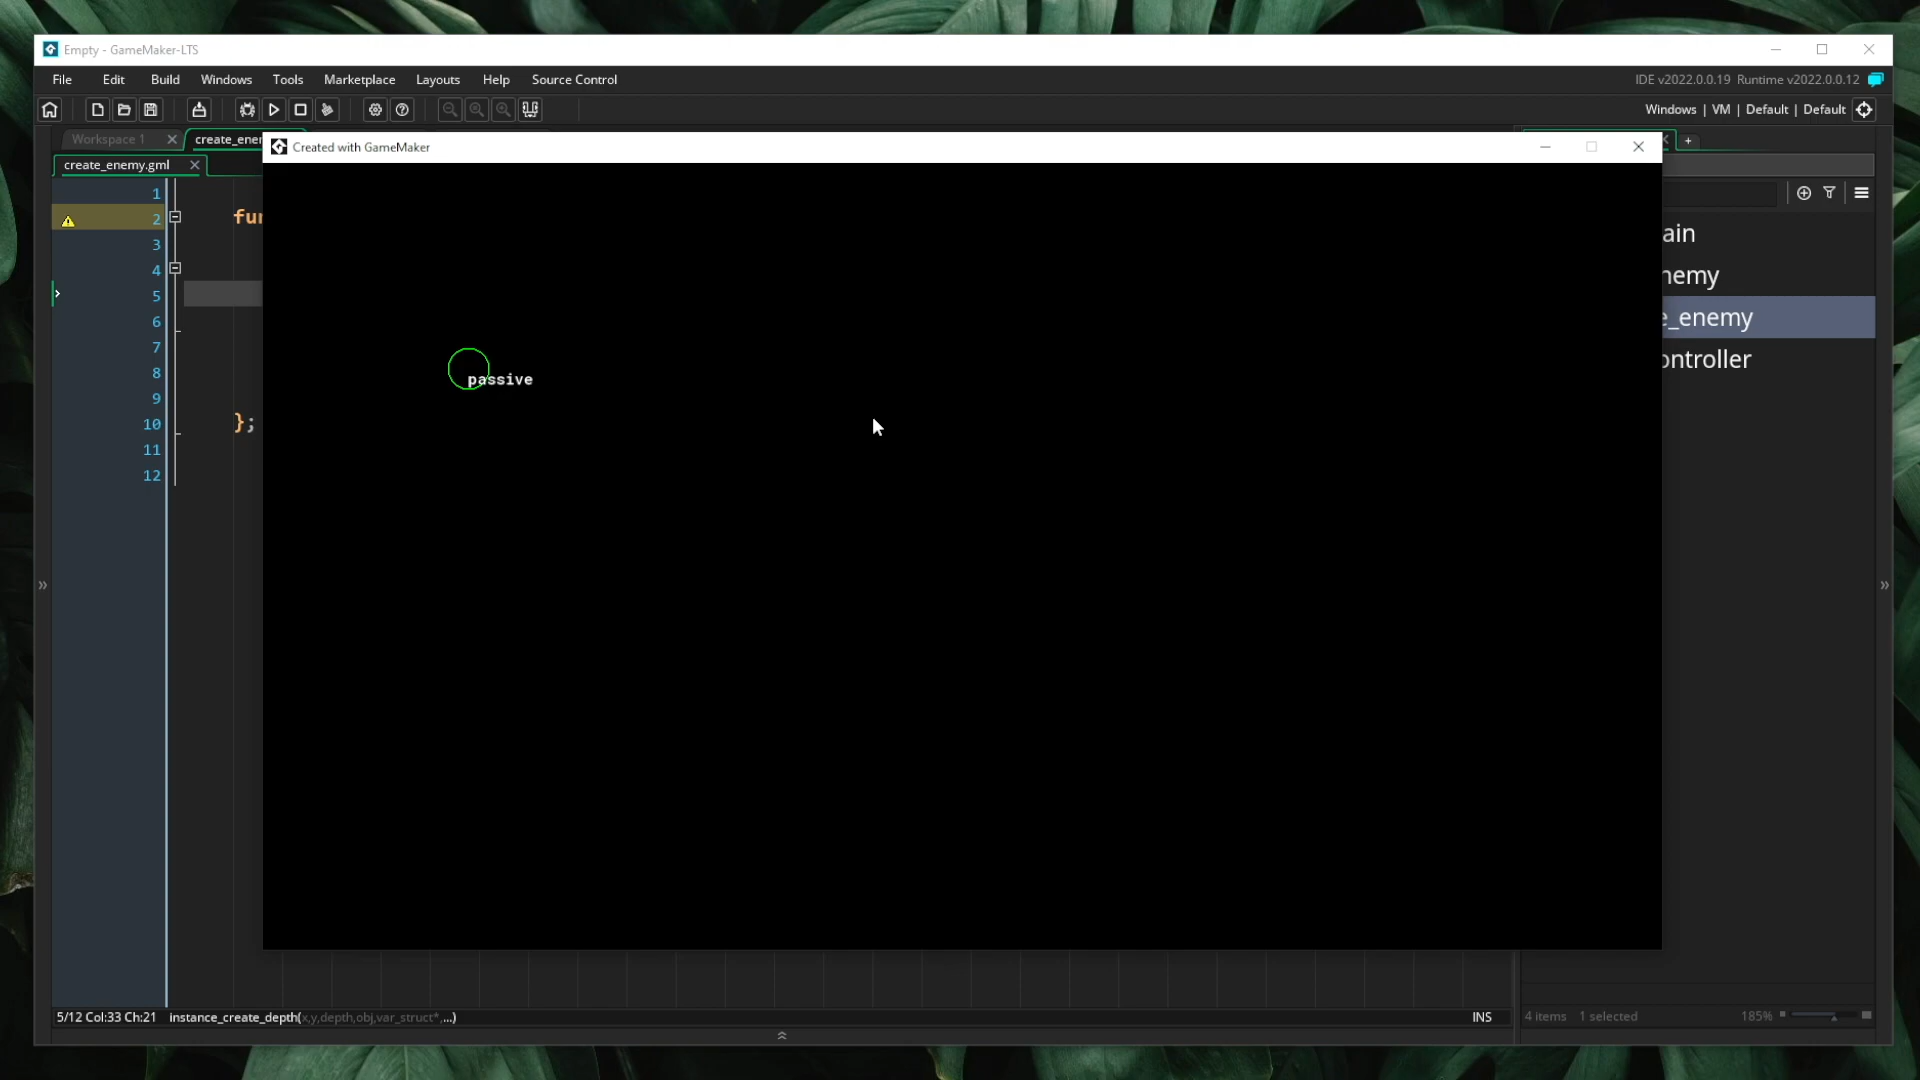 Empty - GameMaker-LTS
File Edit Build Windows Tools Marketplace Layouts Help Source Control
IDE v2022.0.0.19 Runtime v2022.0.0.12
Windows | VM | Default | Default
Workspace 1
create_ene
Created with GameMaker
create_enemy.gml
1
2 fu
3
4
5
6
7
8
9
10 };
11
12
passive
ain
nemy
e_enemy
ontroller
5/12 Col:33 Ch:21 instance_create_depth(x,y,depth,obj,var_struct*,...)
INS
4 items 1 selected
185%